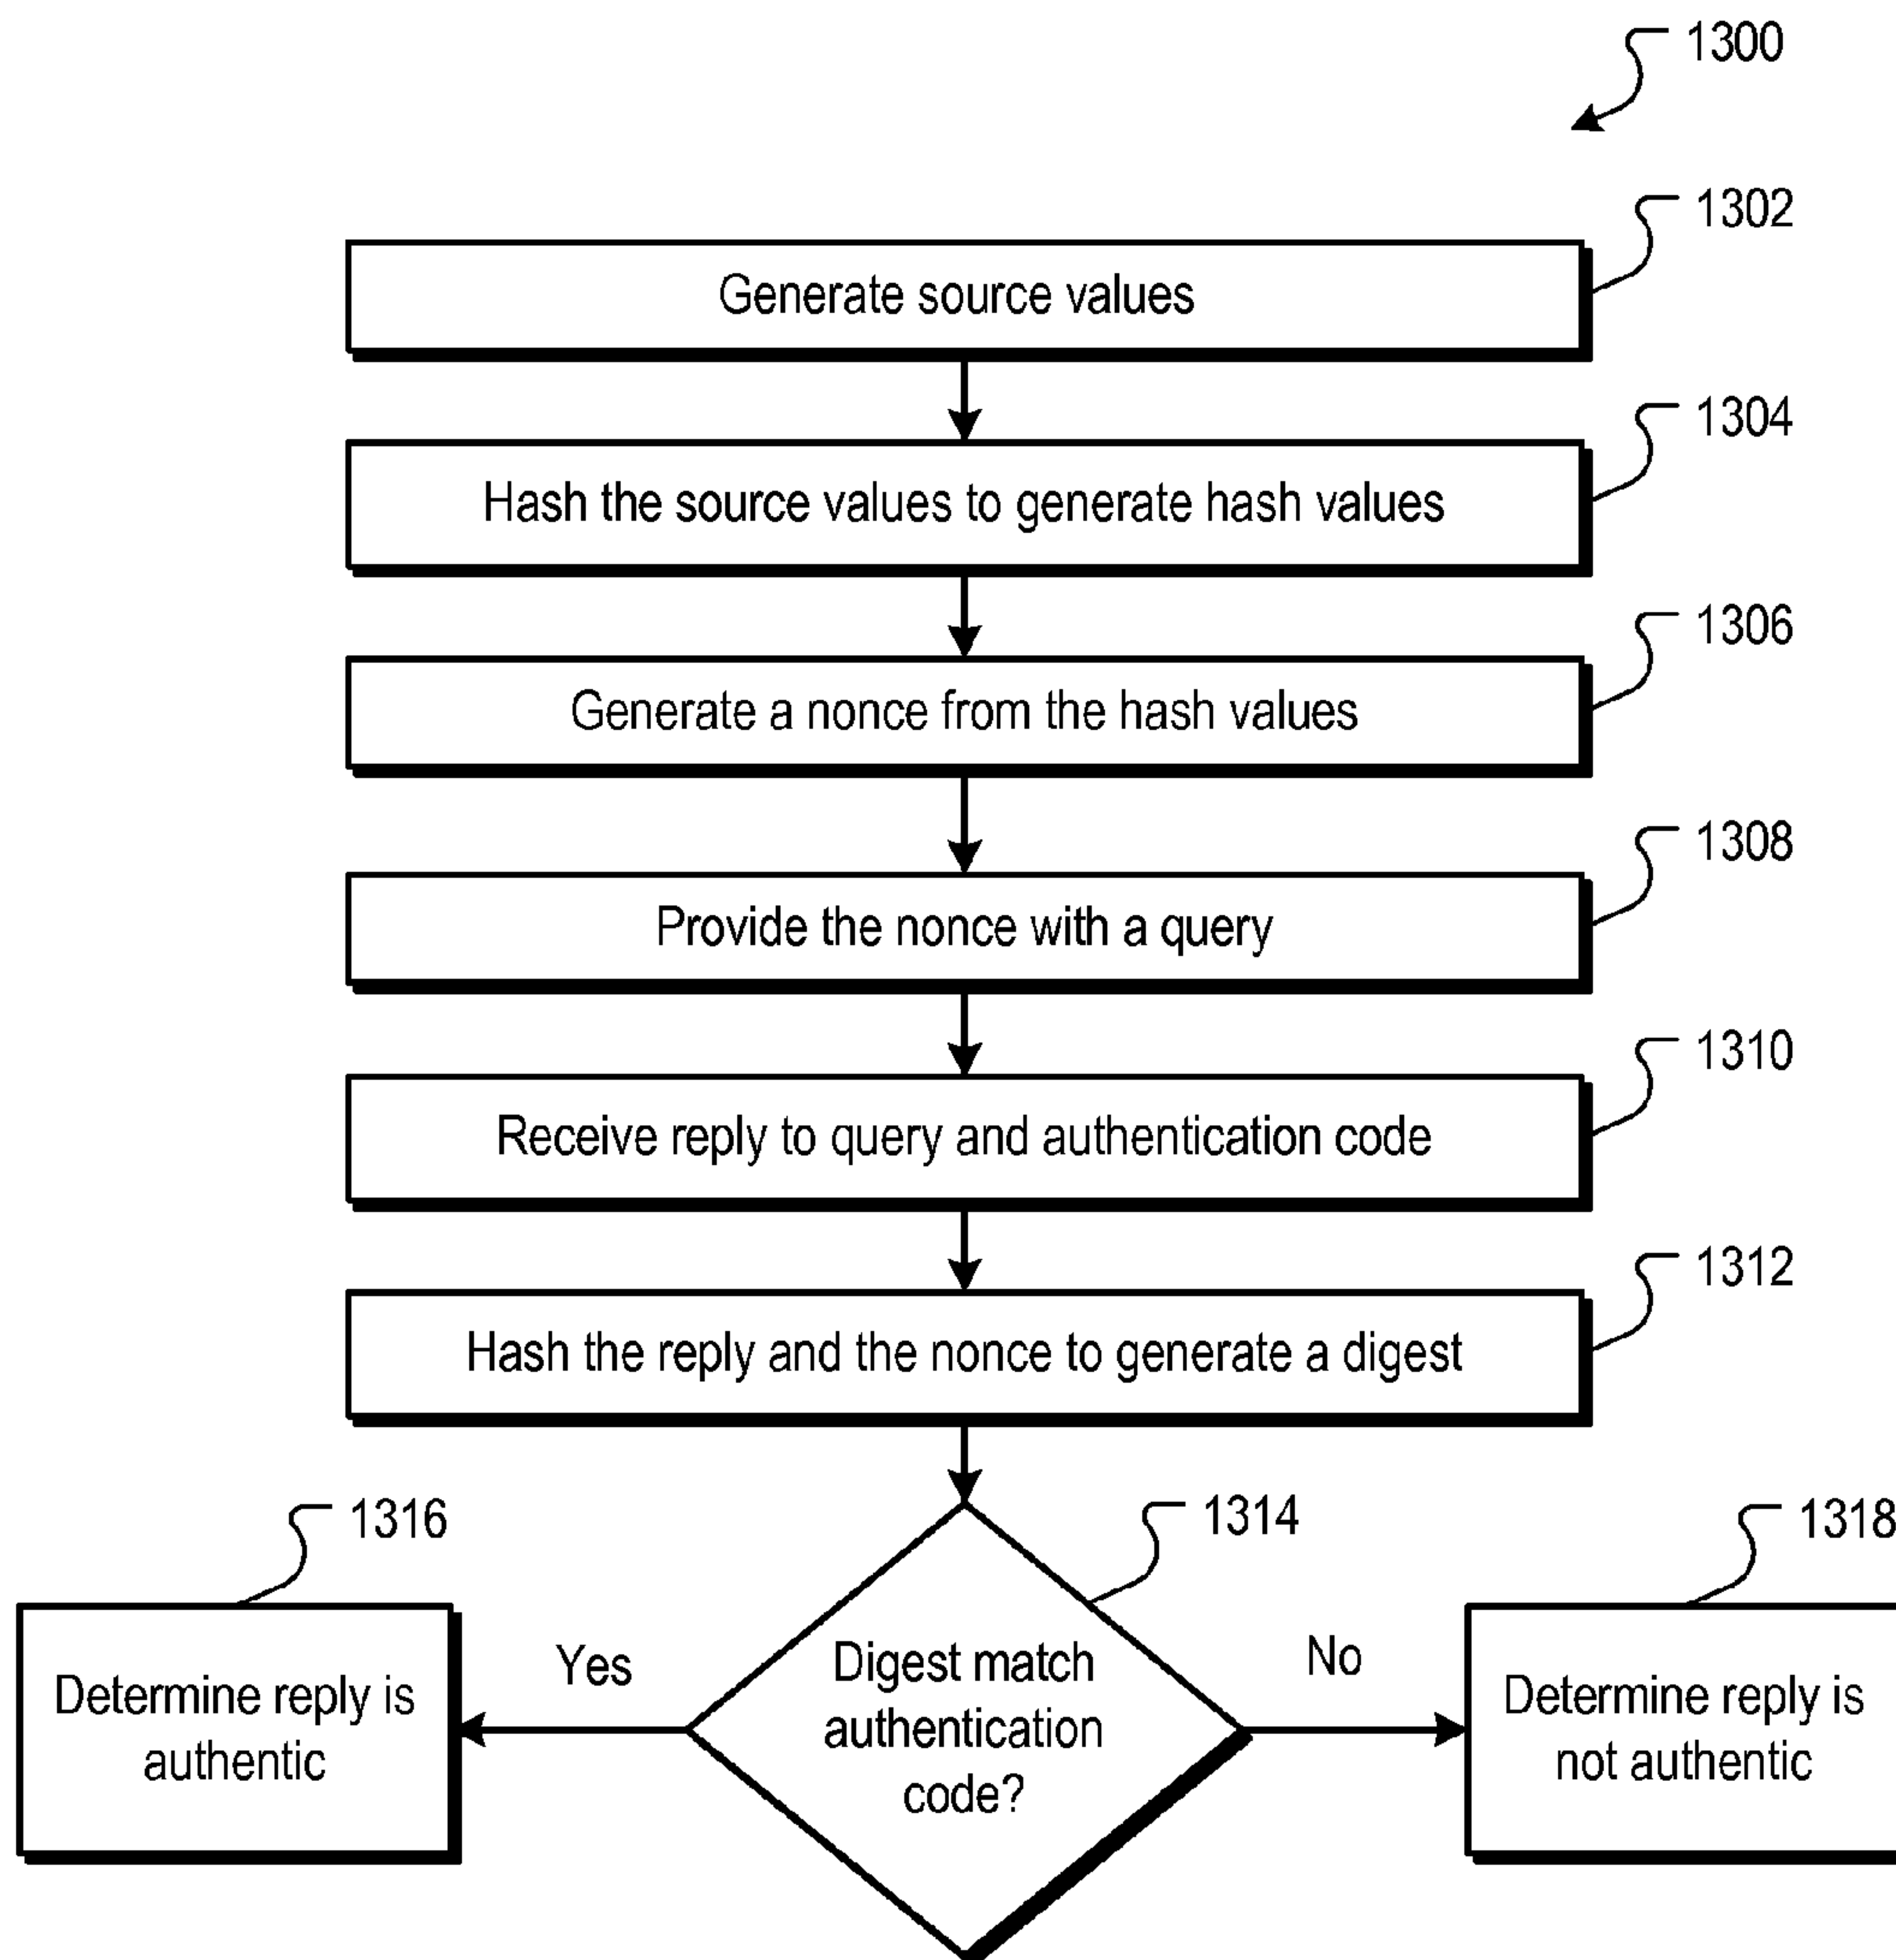 1300
1302
Generate source values
1304
Hash the source values to generate hash values
1306
Generate a nonce from the hash values
1308
Provide the nonce with a query
1310
Receive reply to query and authentication code
1312
Hash the reply and the nonce to generate a digest
1316
1314
1318
Yes
No
Digest match
authentication
code?
Determine reply is
authentic
Determine reply is
not authentic